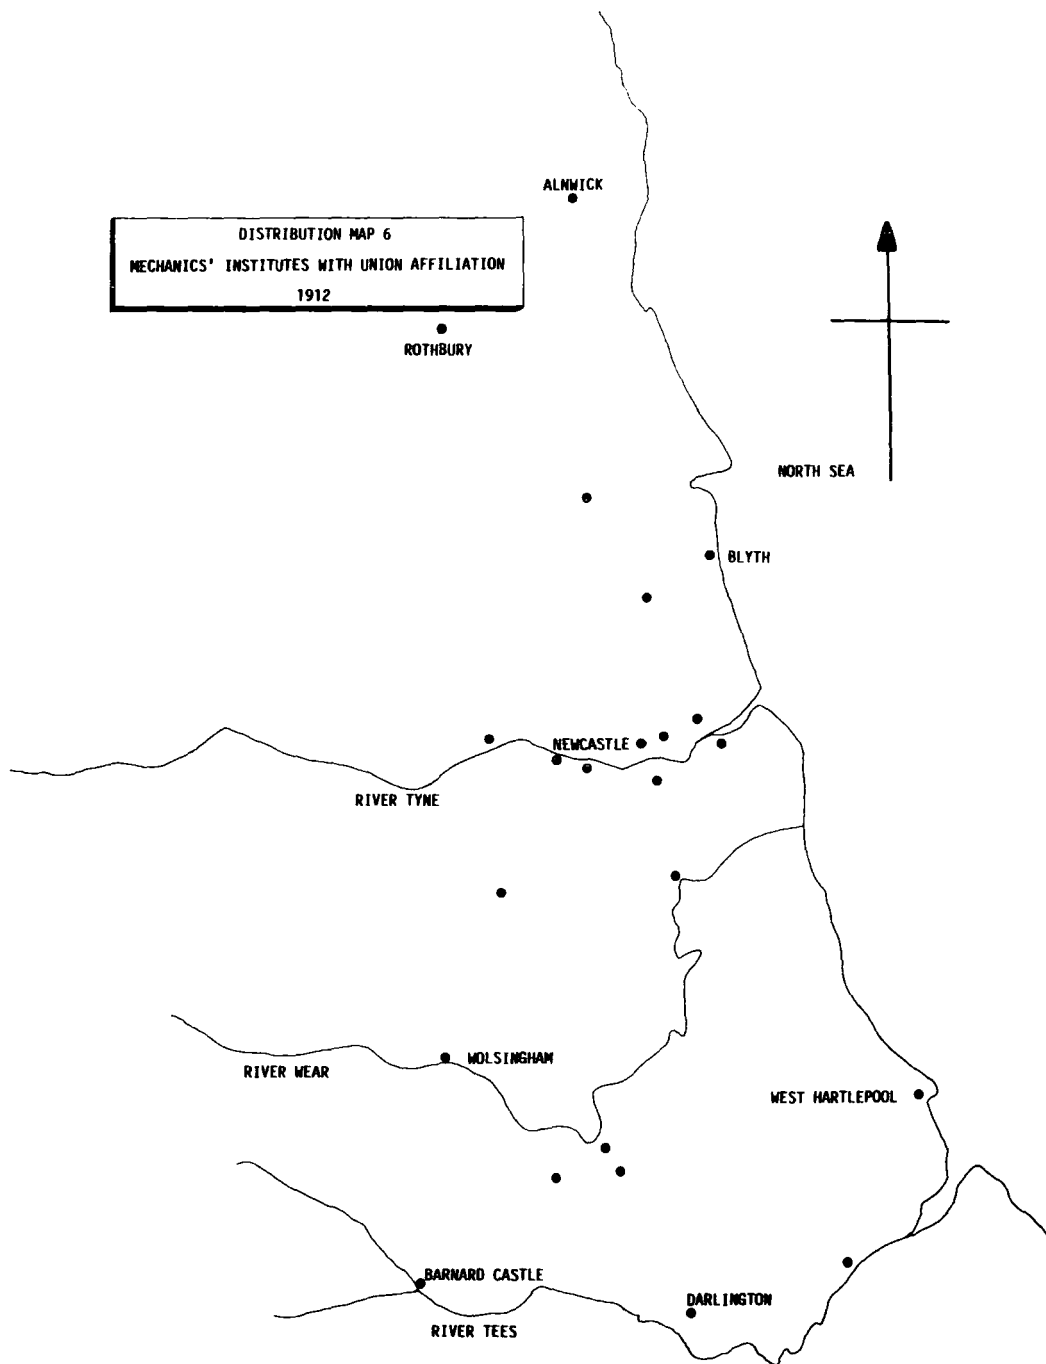 ALNWICK
DISTRIBUTION MAP 6
MECHANICS' INSTITUTES WITH UNION AFFILIATION
1912
ROTHBURY
NORTH SEA
BLYTH
NEWCASTLE
RIVER TYNE
WOLSINGHAM
RIVER WEAR
WEST HARTLEPOOL
BARNARD CASTLE
DARLINGTON
RIVER TEES